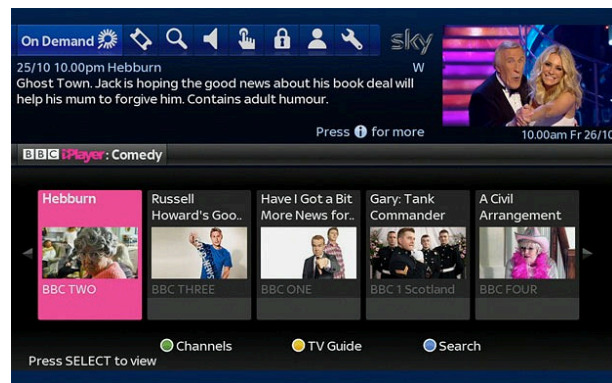 On Demand
sky
25/10 10.00pm Hebburn W
Ghost Town. Jack is hoping the good news about his book deal will
help his mum to forgive him. Contains adult humour.
Press i for more
10.00am Fr 26/10
BBC iPlayer : Comedy
Hebburn
BBC TWO
Russell
Howard's Goo..
BBC THREE
Have I Got a Bit
More News for..
BBC ONE
Gary: Tank
Commander
BBC 1 Scotland
A Civil
Arrangement
BBC FOUR
Channels
TV Guide
Search
Press SELECT to view